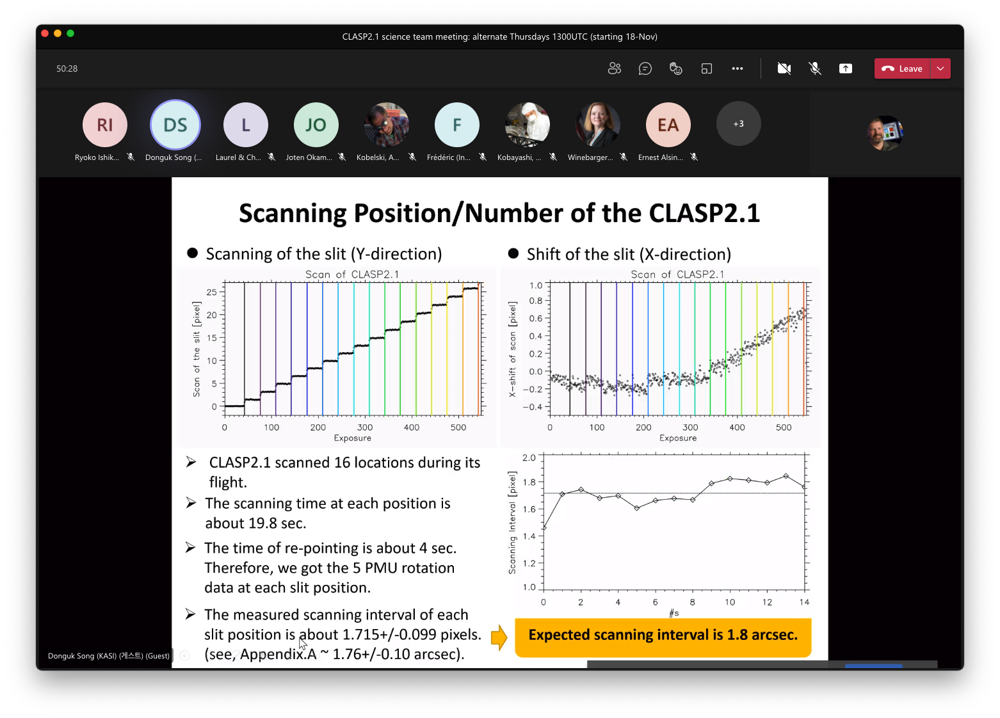 CLASP2.1 science team meeting: alternate Thursdays 1300UTC (starting 18-Nov)
50:28
Leave
RI
DS
L
JO
F
EA
+3
Ryoko Ishik...
Donguk Song (...
Laurel & Ch...
Joten Okam...
Kobelski, A...
Frédéric (In...
Kobayashi, ...
Winebarger...
Ernest Alsin...
Scanning Position/Number of the CLASP2.1
● Scanning of the slit (Y-direction)
Scan of CLASP2.1
Scan of the slit [pixel]
25
20
15
10
5
0
0 100 200 300 400 500
Exposure
● Shift of the slit (X-direction)
Scan of CLASP2.1
X-shift of scan [pixel]
1.0
0.8
0.6
0.4
0.2
0.0
-0.2
-0.4
0 100 200 300 400 500
Exposure
➢ CLASP2.1 scanned 16 locations during its
flight.
➢ The scanning time at each position is
about 19.8 sec.
➢ The time of re-pointing is about 4 sec.
Therefore, we got the 5 PMU rotation
data at each slit position.
➢ The measured scanning interval of each
slit position is about 1.715+/-0.099 pixels.
(see, Appendix.A ~ 1.76+/-0.10 arcsec).
Scanning Interval [pixel]
2.0
1.8
1.6
1.4
1.2
1.0
0 2 4 6 8 10 12 14
#s
Expected scanning interval is 1.8 arcsec.
Donguk Song (KASI) (게스트) (Guest)